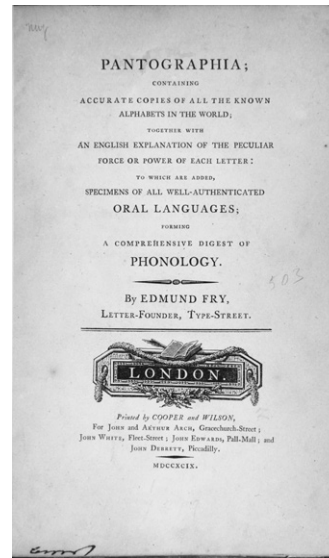 PANTOGRAPHIA;
CONTAINING
ACCURATE COPIES OF ALL THE KNOWN
ALPHABETS IN THE WORLD;
TOGETHER WITH
AN ENGLISH EXPLANATION OF THE PECULIAR
FORCE OR POWER OF EACH LETTER:
TO WHICH ARE ADDED,
SPECIMENS OF ALL WELL-AUTHENTICATED
ORAL LANGUAGES;
FORMING
A COMPREHENSIVE DIGEST OF
PHONOLOGY.
By EDMUND FRY,
LETTER-FOUNDER, TYPE-STREET.
LONDON.
Printed by COOPER and WILSON,
For JOHN and ARTHUR ARCH, Gracechurch-Street;
JOHN WHITE, Fleet-Street; JOHN EDWARDS, Pall-Mall; and
JOHN DEBRETT, Piccadilly.
MDCCXCIX.